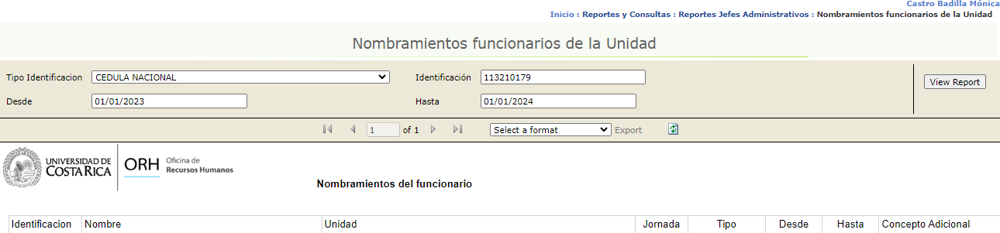 Castro Badilla Mónica
Inicio : Reportes y Consultas : Reportes Jefes Administrativos : Nombramientos funcionarios de la Unidad
Nombramientos funcionarios de la Unidad
Tipo Identificacion CEDULA NACIONAL Identificación 113210179 View Report
Desde 01/01/2023 Hasta 01/01/2024
1 of 1 Select a format Export
UNIVERSIDAD DE COSTA RICA ORH Oficina de Recursos Humanos
Nombramientos del funcionario
Identificacion Nombre Unidad Jornada Tipo Desde Hasta Concepto Adicional